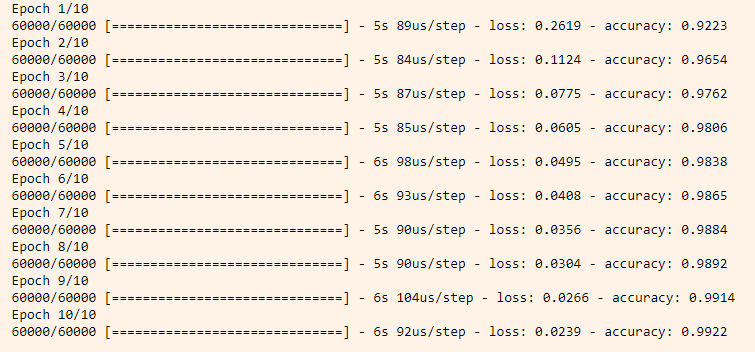 Epoch 1/10
60000/60000 [==============================] - 5s 89us/step - loss: 0.2619 - accuracy: 0.9223
Epoch 2/10
60000/60000 [==============================] - 5s 84us/step - loss: 0.1124 - accuracy: 0.9654
Epoch 3/10
60000/60000 [==============================] - 5s 87us/step - loss: 0.0775 - accuracy: 0.9762
Epoch 4/10
60000/60000 [==============================] - 5s 85us/step - loss: 0.0605 - accuracy: 0.9806
Epoch 5/10
60000/60000 [==============================] - 6s 98us/step - loss: 0.0495 - accuracy: 0.9838
Epoch 6/10
60000/60000 [==============================] - 6s 93us/step - loss: 0.0408 - accuracy: 0.9865
Epoch 7/10
60000/60000 [==============================] - 5s 90us/step - loss: 0.0356 - accuracy: 0.9884
Epoch 8/10
60000/60000 [==============================] - 5s 90us/step - loss: 0.0304 - accuracy: 0.9892
Epoch 9/10
60000/60000 [==============================] - 6s 104us/step - loss: 0.0266 - accuracy: 0.9914
Epoch 10/10
60000/60000 [==============================] - 6s 92us/step - loss: 0.0239 - accuracy: 0.9922